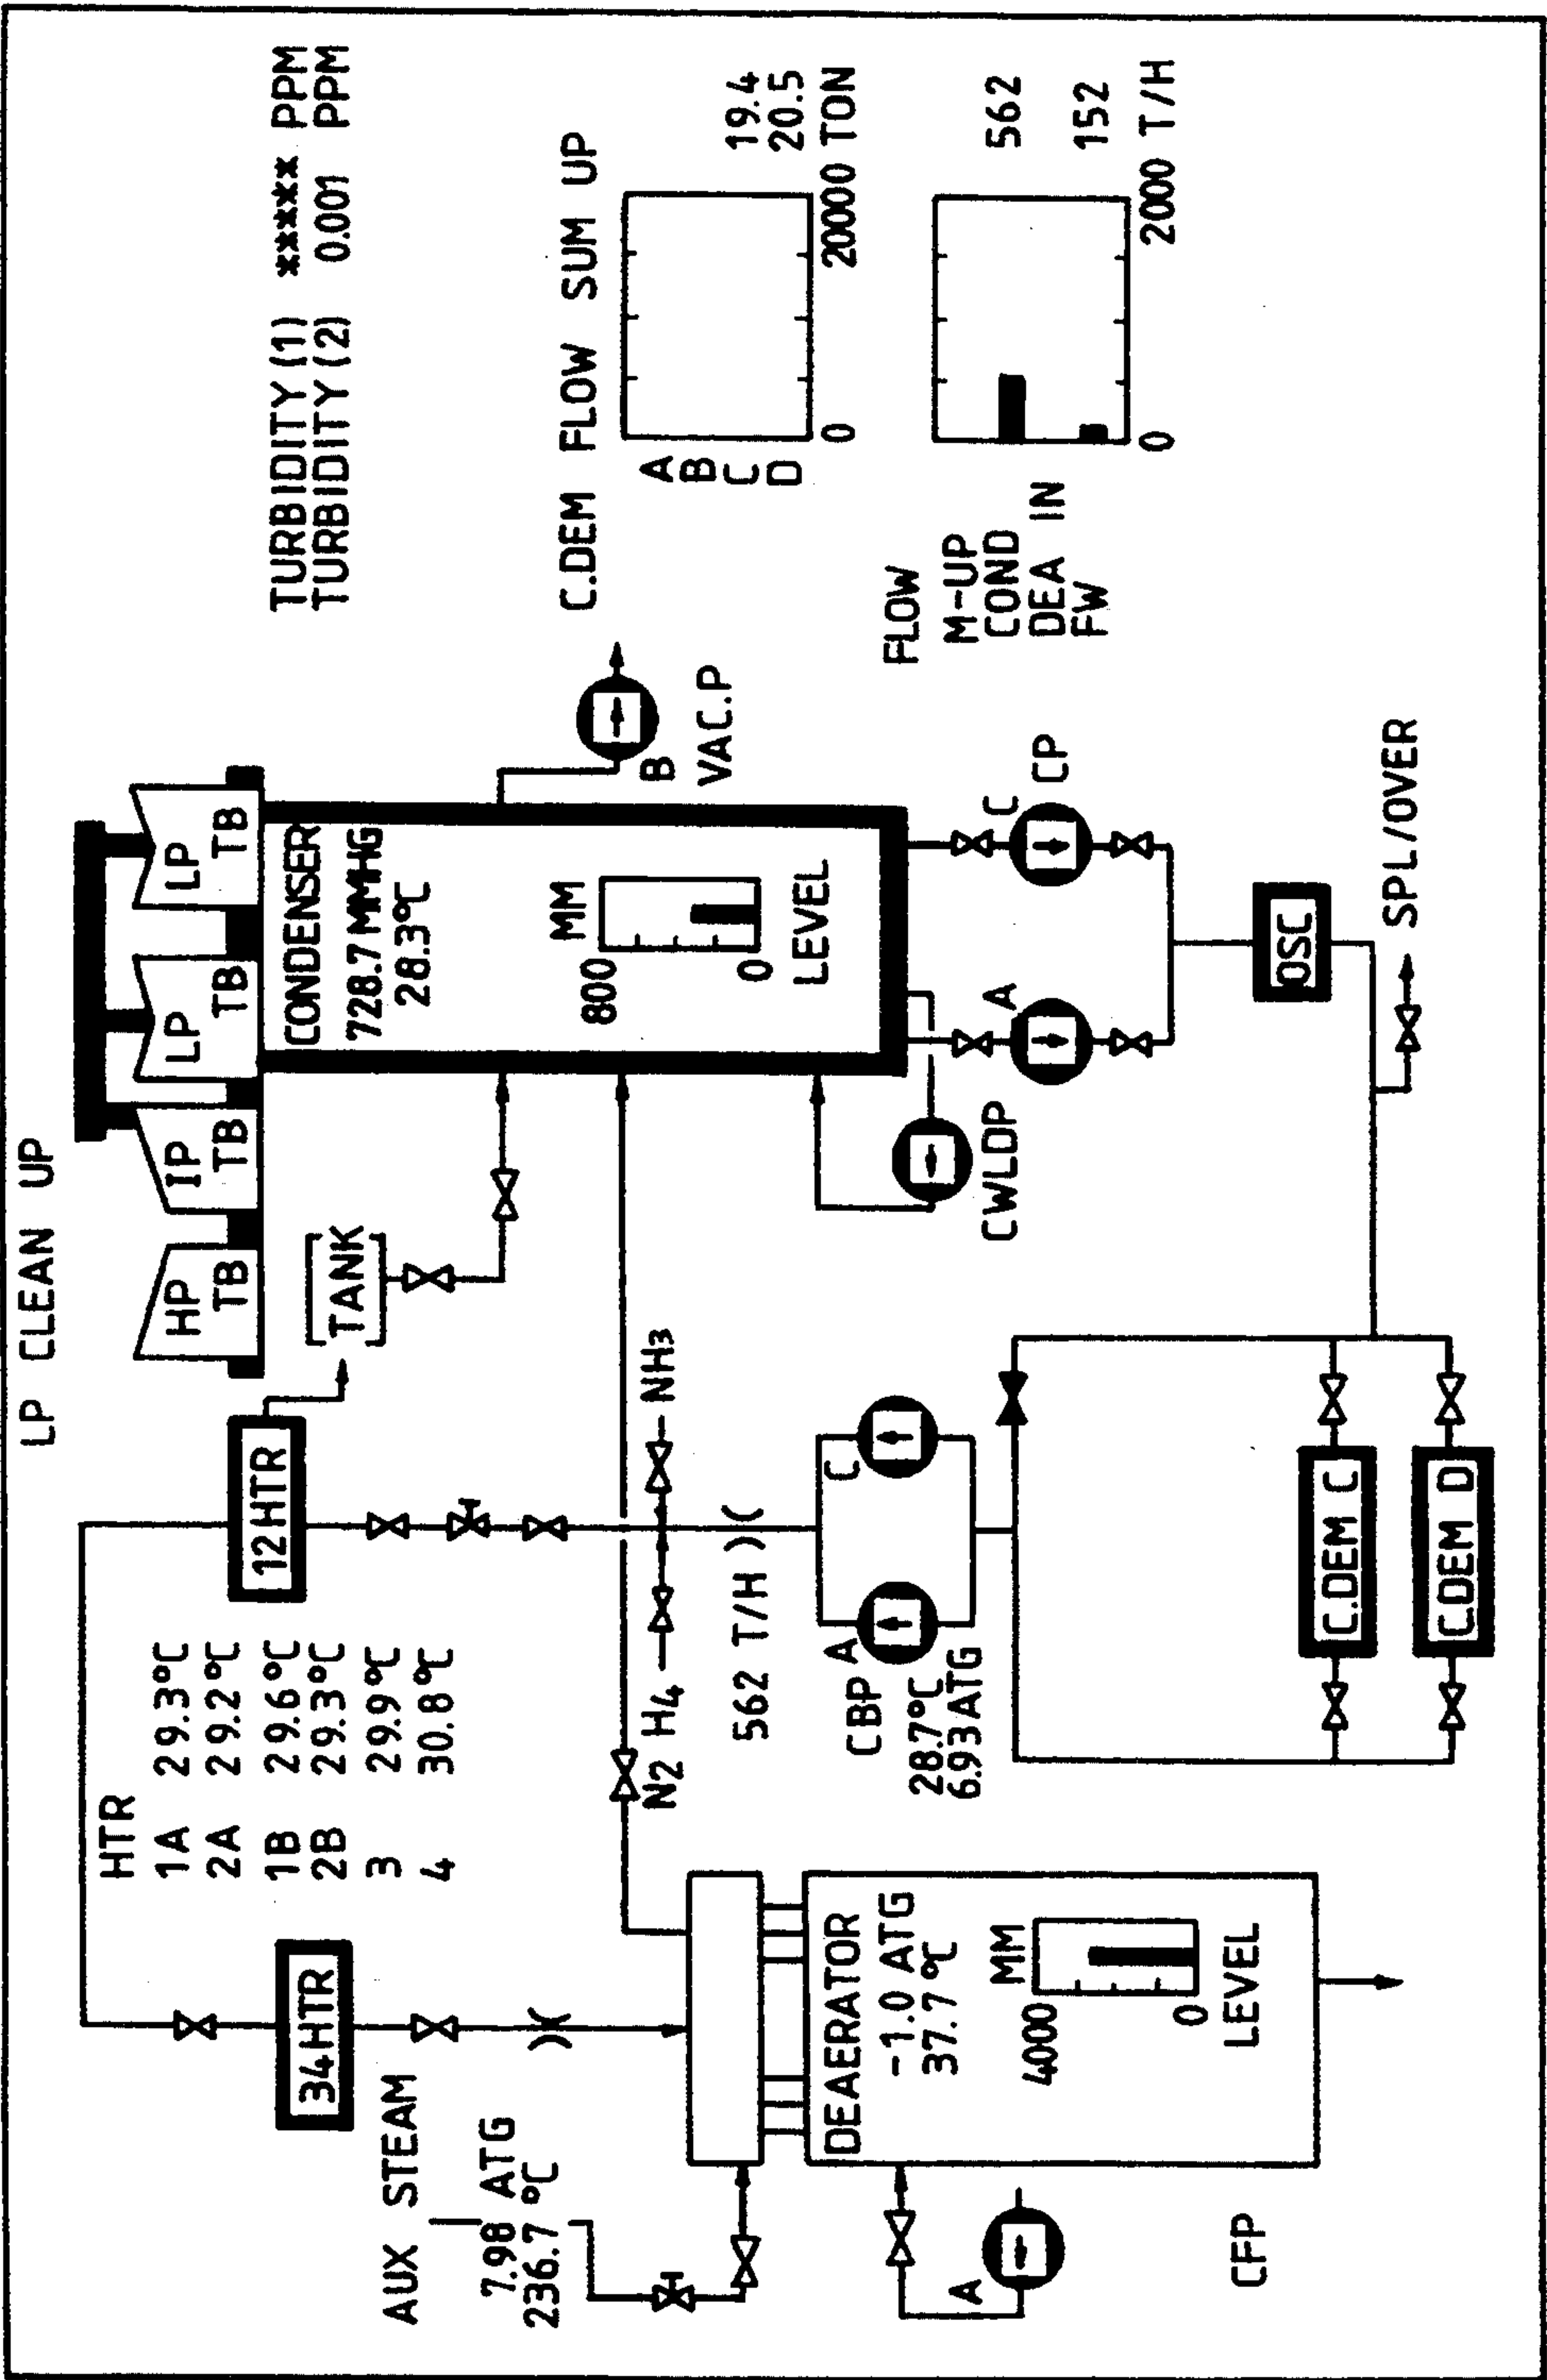 LP CLEAN UP
HTR
1A 29.3°C
2A 29.2°C
1B 29.6°C
2B 29.3°C
3 29.9°C
4 30.8°C
34HTR
12HTR
[TANK]
HP TB
IP TB
LP TB
LP TB
TURBIDITY (1) ***** PPM
TURBIDITY (2) 0.001 PPM
AUX STEAM
7.98 ATG
236.7 °C
CONDENSER
728.7 MMHG
28.3°C
MM
800
0
LEVEL
B
VAC.P
C.DEM FLOW SUM UP
A
B
C 19.4
D 20.5
0 20000 TON
N2 H4
NH3
562 T/H
DEAERATOR
-1.0 ATG
37.7 °C
MM
4000
0
LEVEL
A
CFP
CBP
A
C
28.7°C
6.93ATG
CWLDP
A
C
CP
FLOW
M-UP
COND 562
DEA IN
FW 152
0 2000 T/H
OSC
SPL/OVER
C.DEM C
C.DEM D